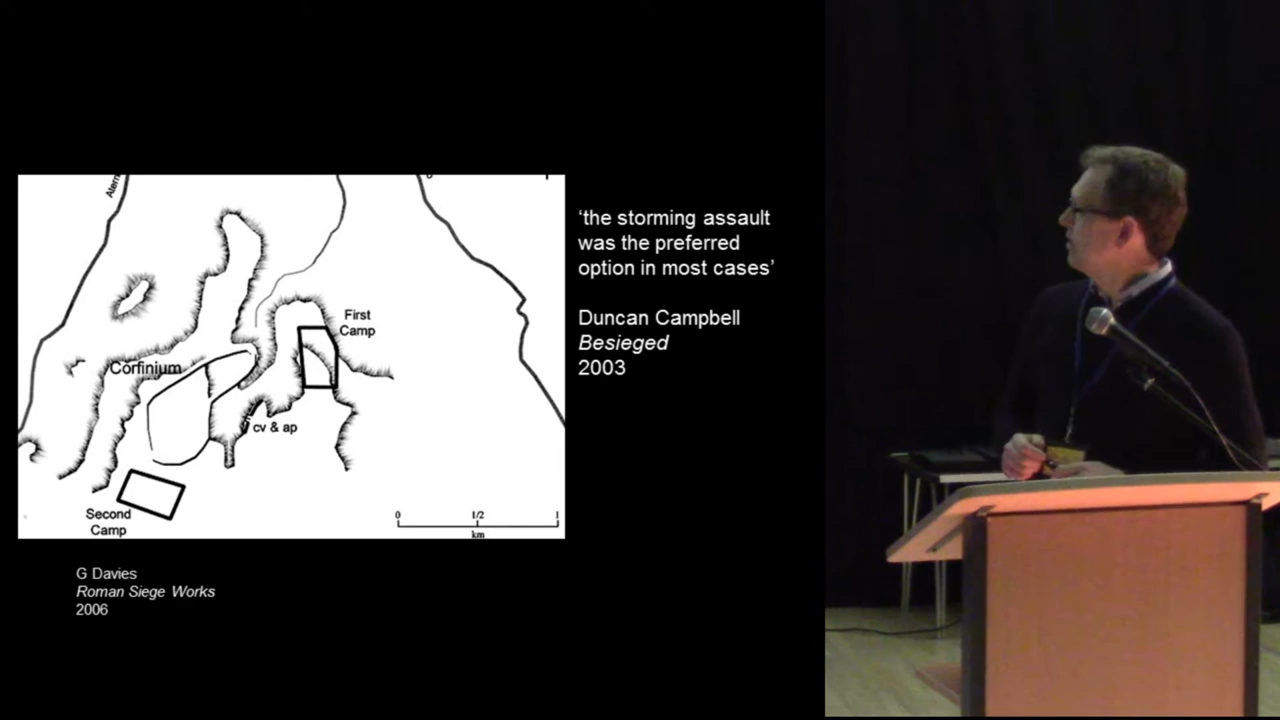 Corfinium
First
Camp
cv & ap
Second
Camp
0
1/2
1
km
‘the storming assault
was the preferred
option in most cases’
Duncan Campbell
Besieged
2003
G Davies
Roman Siege Works
2006